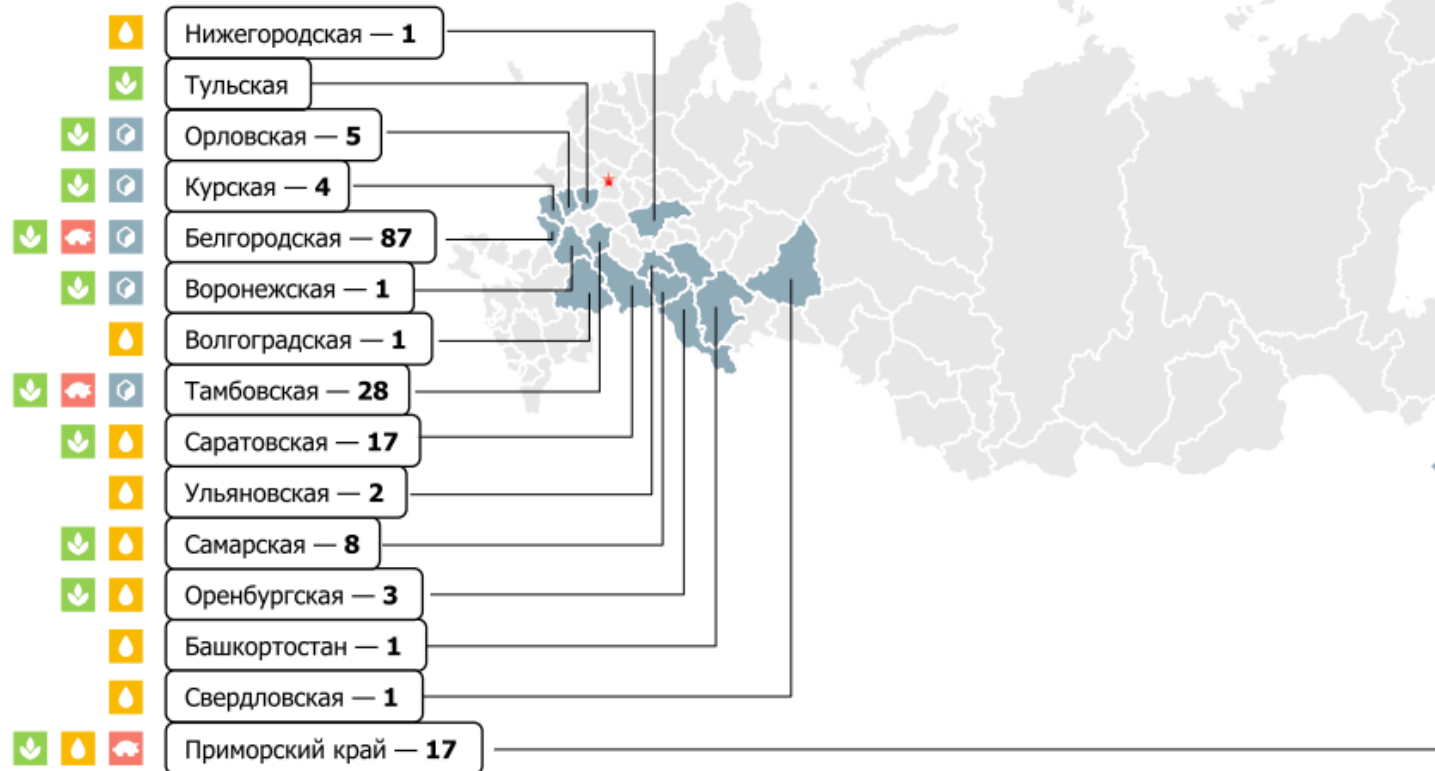 Нижегородская — 1
Тульская
Орловская — 5
Курская — 4
Белгородская — 87
Воронежская — 1
Волгоградская — 1
Тамбовская — 28
Саратовская — 17
Ульяновская — 2
Самарская — 8
Оренбургская — 3
Башкортостан — 1
Свердловская — 1
Приморский край — 17